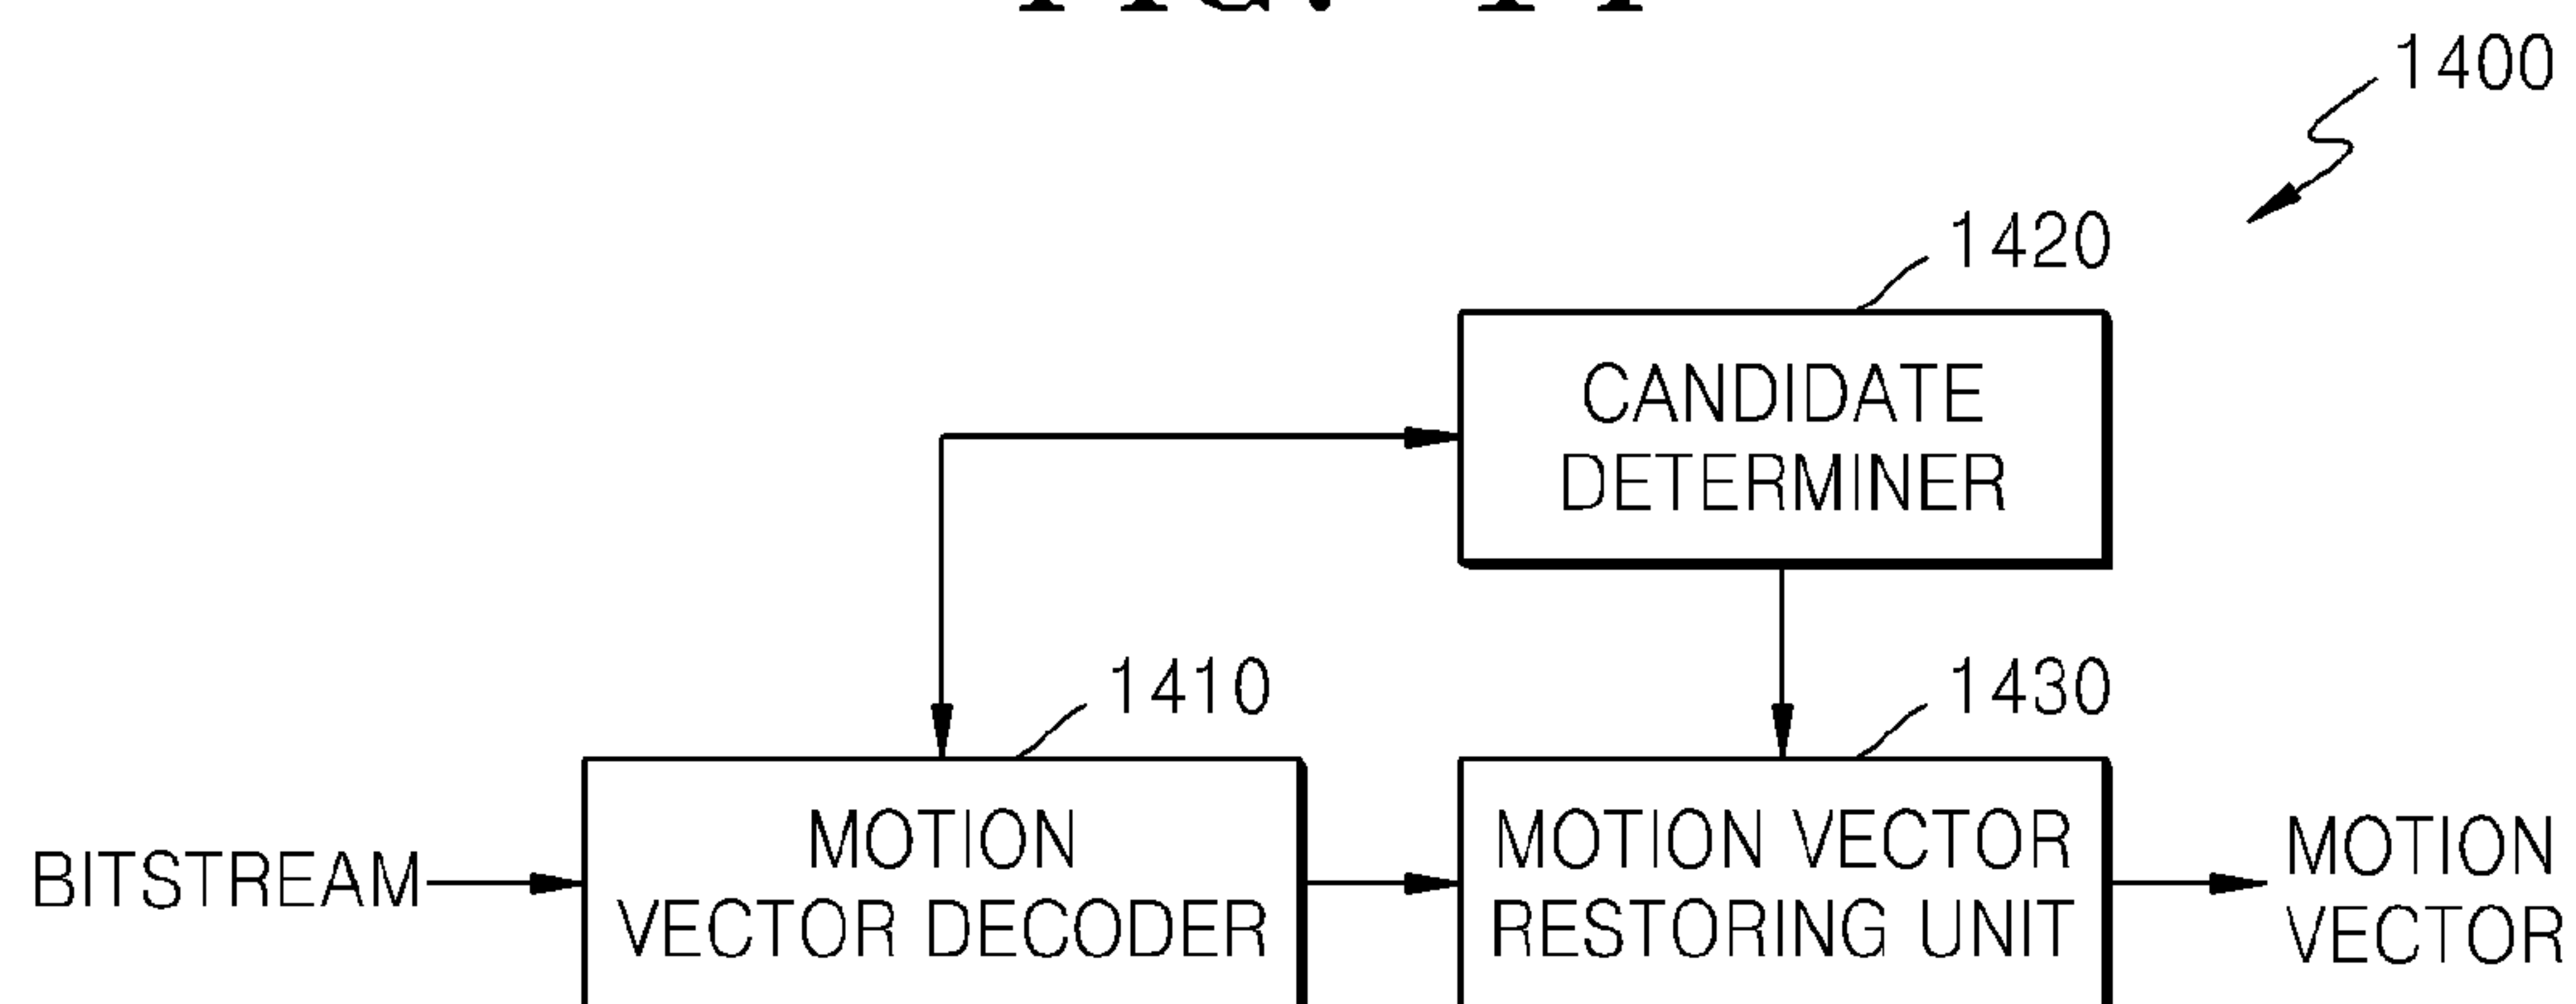 1400
1420
CANDIDATE
DETERMINER
1410
1430
BITSTREAM
MOTION
VECTOR DECODER
MOTION VECTOR
RESTORING UNIT
MOTION
VECTOR